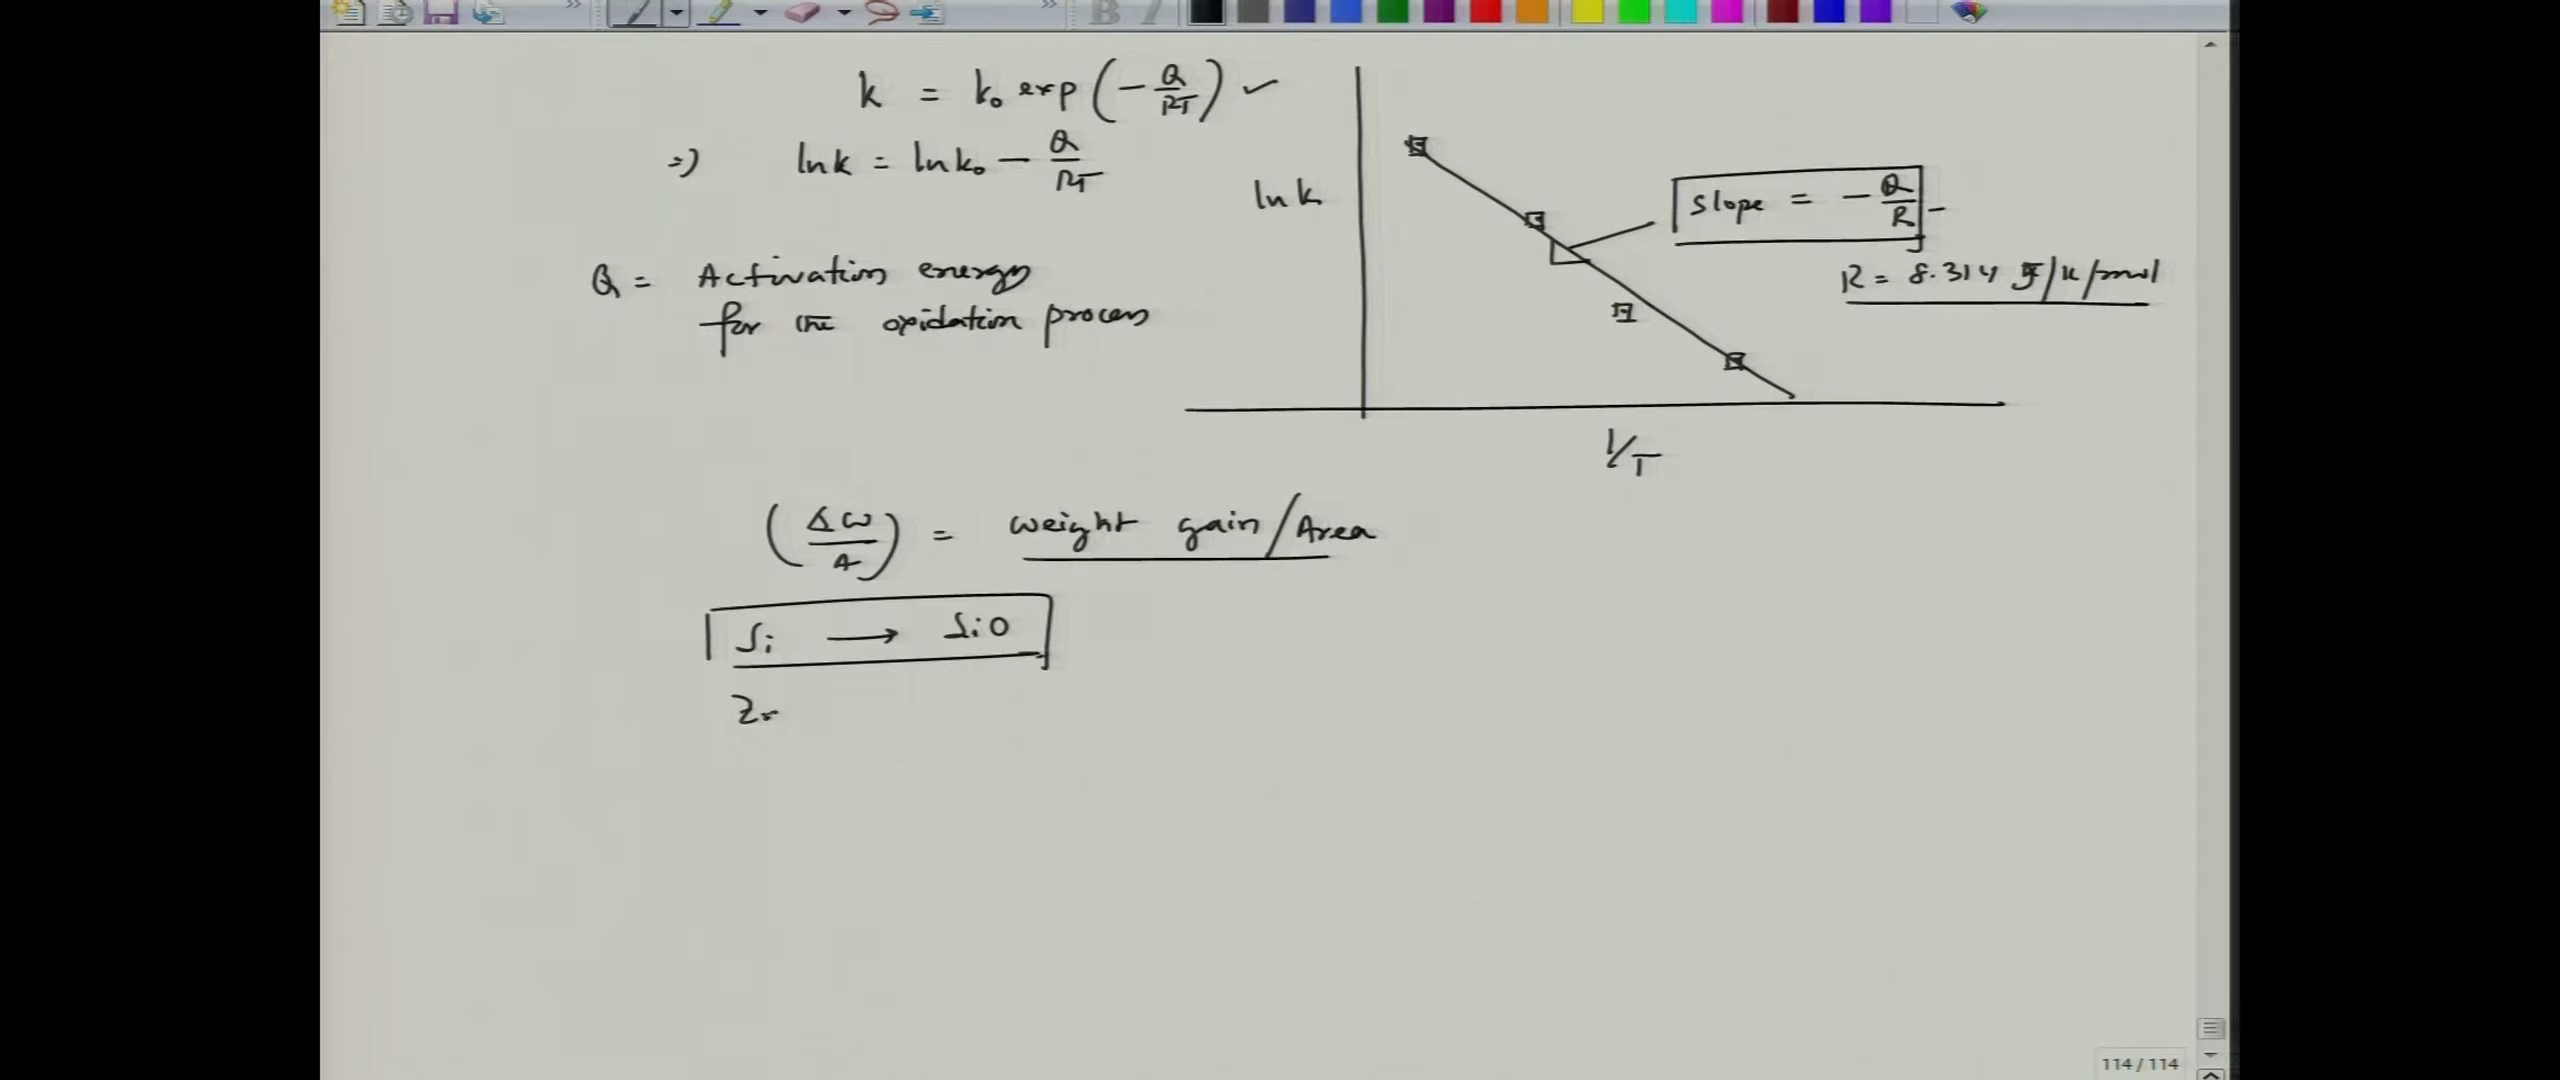 k = k₀ exp(-Q/RT) ✓
⇒ ln k = ln k₀ - Q/RT
ln k
slope = - Q/R
R = 8.314 J/K/mol
Q = Activation energy
for the oxidation process
1/T
(Δw/A) = weight gain/Area
Si → SiO
Zr
114 / 114